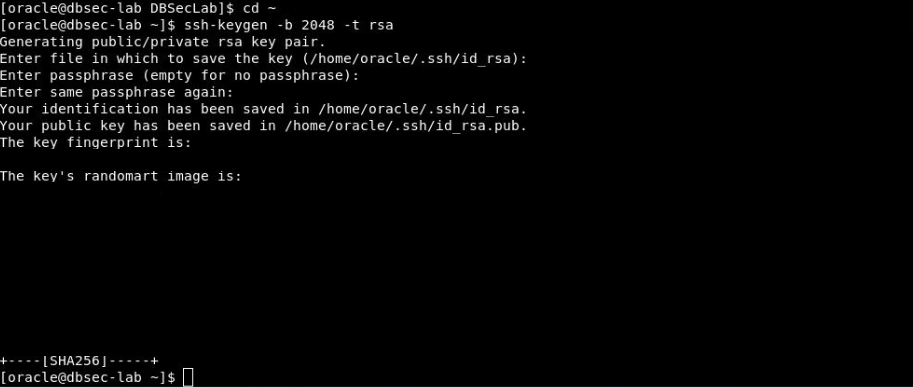 [oracle@dbsec-lab DBSecLab]$ cd ~
[oracle@dbsec-lab ~]$ ssh-keygen -b 2048 -t rsa
Generating public/private rsa key pair.
Enter file in which to save the key (/home/oracle/.ssh/id_rsa):
Enter passphrase (empty for no passphrase):
Enter same passphrase again:
Your identification has been saved in /home/oracle/.ssh/id_rsa.
Your public key has been saved in /home/oracle/.ssh/id_rsa.pub.
The key fingerprint is:
The key's randomart image is:
+----[SHA256]-----+
[oracle@dbsec-lab ~]$